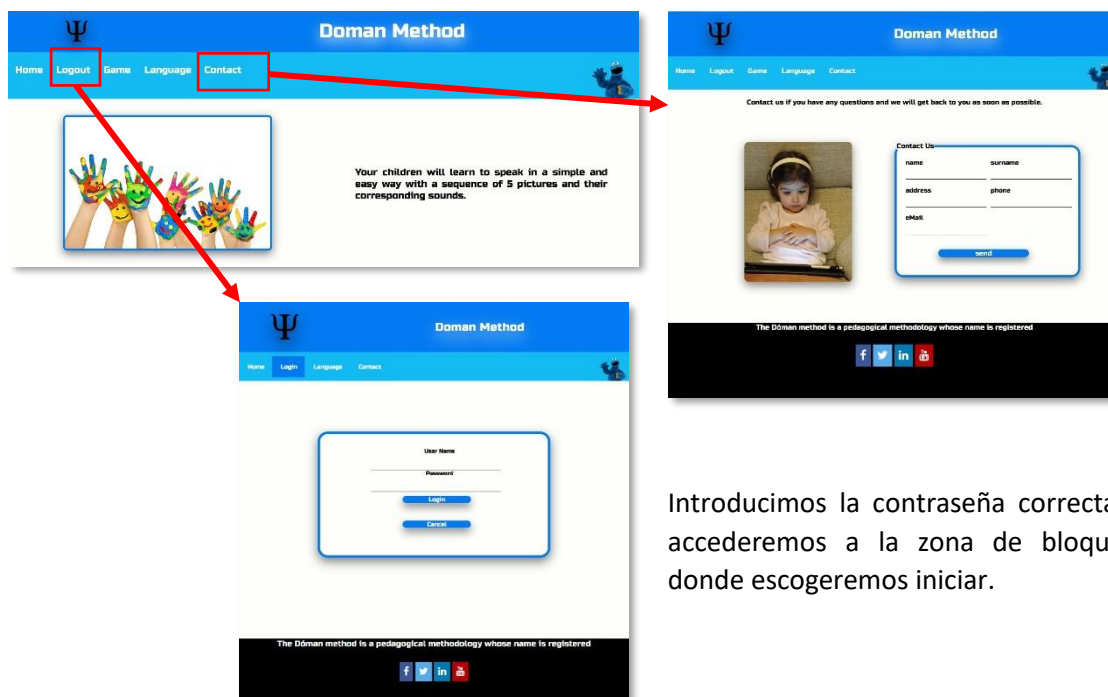 Ψ
Doman Method
Home Logout Game Language Contact
Your children will learn to speak in a simple and
easy way with a sequence of 5 pictures and their
corresponding sounds.
Ψ
Doman Method
Home Logout Game Language Contact
Contact us if you have any questions and we will get back to you as soon as possible.
Contact Us
name surname
address phone
eMail
send
The Dóman method is a pedagogical methodology whose name is registered
Ψ
Doman Method
Home Login Language Contact
User Name
Password
Login
Cancel
The Dóman method is a pedagogical methodology whose name is registered
Introducimos la contraseña correcta
accederemos a la zona de bloqu
donde escogeremos iniciar.